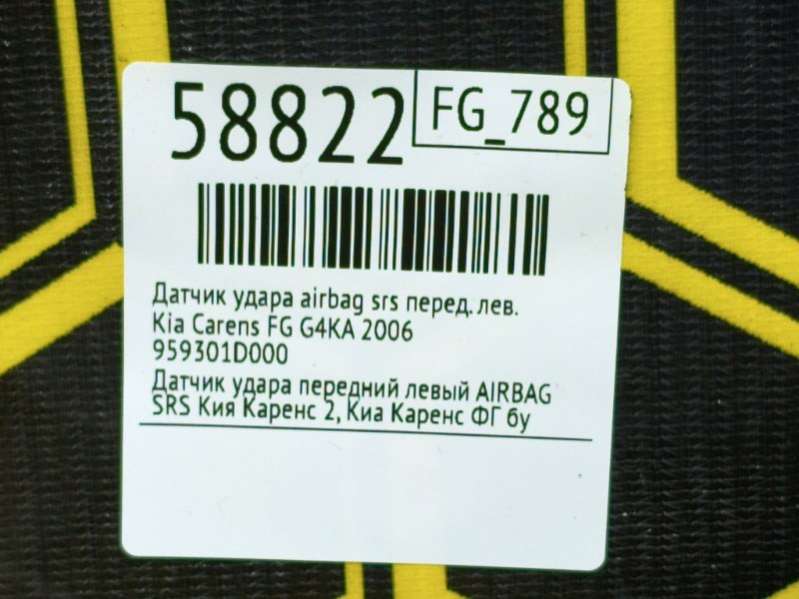 58822
FG_789
Датчик удара airbag srs перед. лев.
Kia Carens FG G4KA 2006
959301D000
Датчик удара передний левый AIRBAG
SRS Кия Каренс 2, Киа Каренс ФГ бу